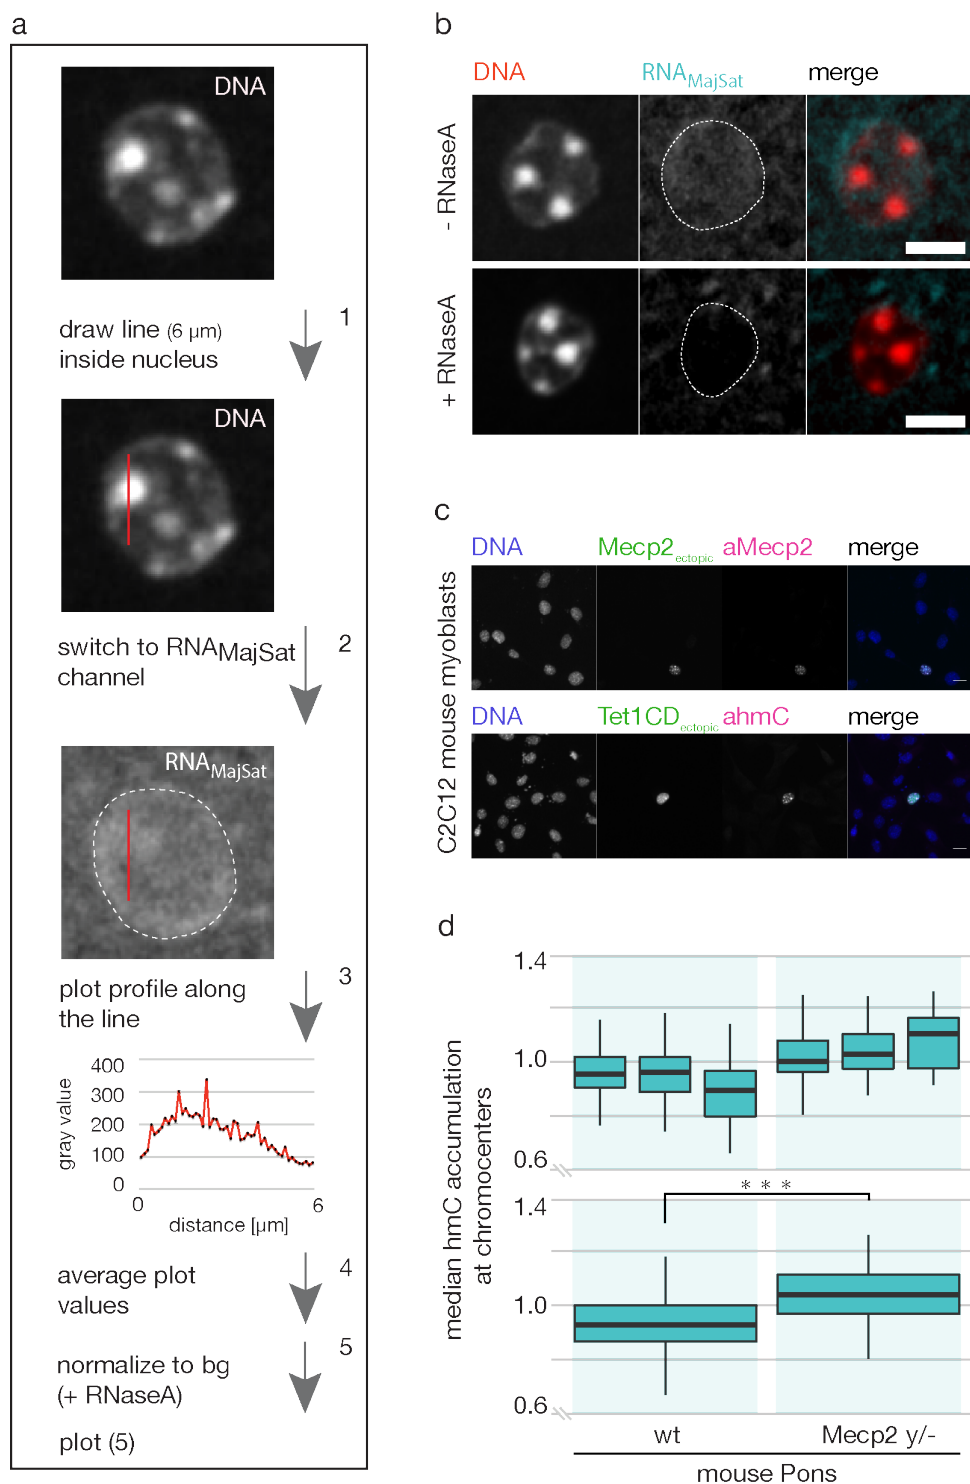 a
DNA
draw line (6 µm)
inside nucleus
1
DNA
switch to RNAMajSat
channel
2
RNAMajSat
plot profile along
the line
3
gray value
400
300
200
100
0
0
6
distance [µm]
average plot
values
4
normalize to bg
(+ RNaseA)
5
plot (5)
b
DNA
RNAMajSat
merge
- RNaseA
+ RNaseA
c
C2C12 mouse myoblasts
DNA
Mecp2ectopic
aMecp2
merge
DNA
Tet1CDectopic
ahmC
merge
d
median hmC accumulation
at chromocenters
1.4
1.0
0.6
***
1.4
1.0
0.6
wt
Mecp2 y/-
mouse Pons